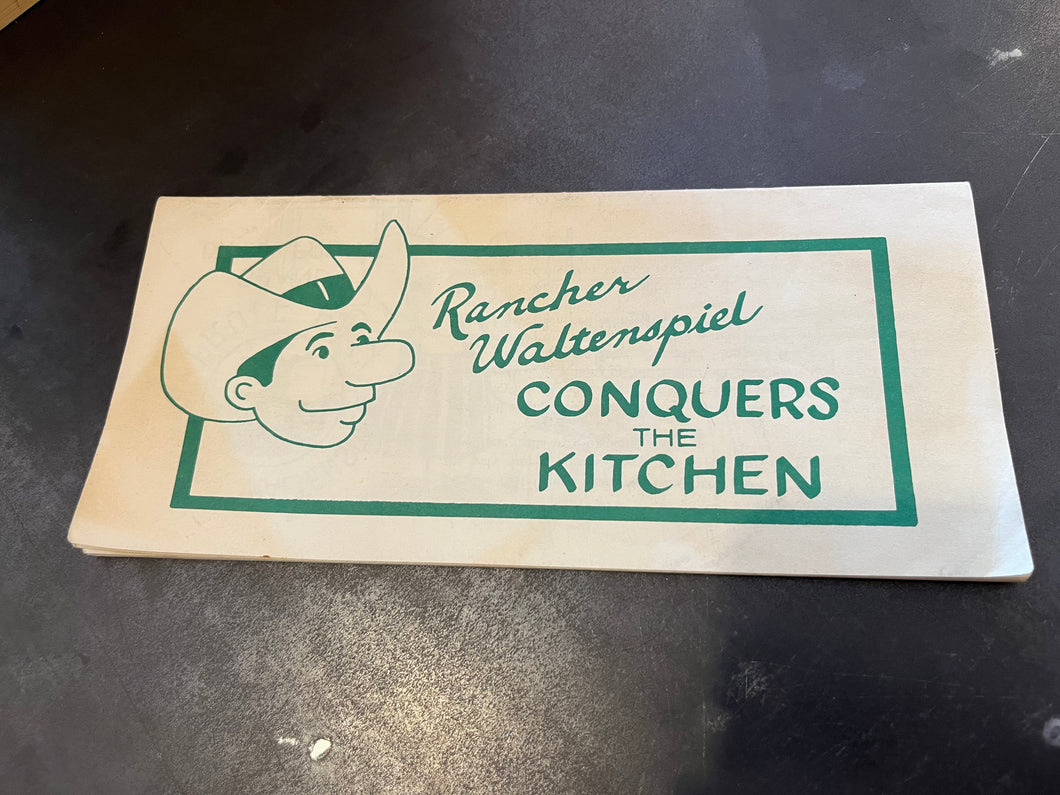 Rancher
Waltenspiel
CONQUERS
THE
KITCHEN